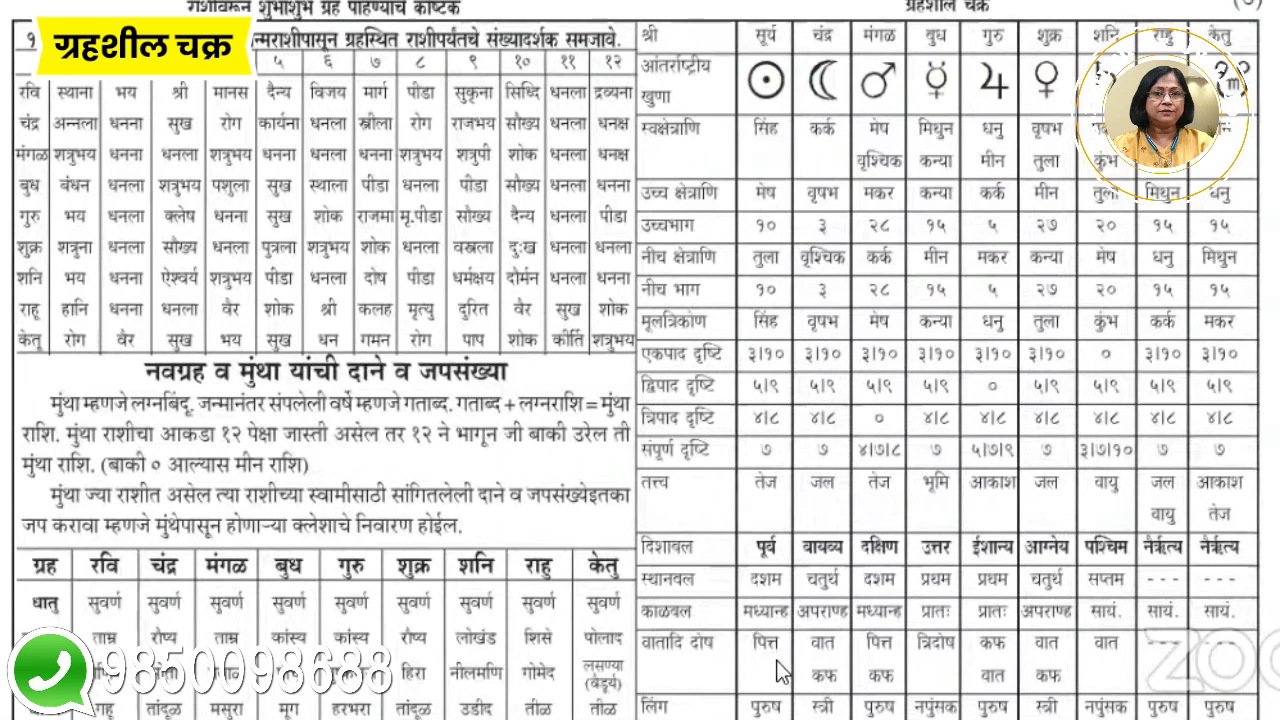 राशीवरून शुभाशुभ ग्रह पाहण्याचे कोष्टक
ग्रहशील चक्र
ग्रहशील चक्र
न्मराशीपासून ग्रहस्थित राशीपर्यंतचे संख्यादर्शक समजावे.
५ ६ ७ ८ ९ १० ११ १२
रवि स्थाना भय श्री मानस दैन्य विजय मार्ग पीडा सुकृना सिध्दि धनला द्रव्यना
चंद्र अन्नला धनना सुख रोग कार्यना धनला स्त्रीला रोग राजभय सौख्य धनला धनक्ष
मंगळ शत्रुभय धनना धनला शत्रुभय धनना धनला धनना शत्रुभय शत्रुपी शोक धनला धनक्ष
बुध बंधन धनला शत्रुभय पशुला सुख स्थाला पीडा धनला पीडा सौख्य धनला धनना
गुरु भय धनला क्लेष धनना सुख शोक राजमा मृ.पीडा सौख्य दैन्य धनला पीडा
शुक्र शत्रुना धनला सौख्य धनला पुत्रला शत्रुभय शोक धनला वस्त्रला दुःख धनला धनला
शनि भय धनना ऐश्वर्य शत्रुभय पीडा धनला दोष पीडा धर्मक्षय दौर्मन धनला धनना
राहू हानि धनना धनला वैर शोक श्री कलह मृत्यु दुरित वैर सुख शोक
केतू रोग वैर सुख भय सुख धन गमन रोग पाप शोक कीर्ति शत्रुभय
नवग्रह व मुंथा यांची दाने व जपसंख्या
मुंथा म्हणजे लग्नबिंदू. जन्मानंतर संपलेली वर्षे म्हणजे गताब्द. गताब्द + लग्नराशि = मुंथा
राशि. मुंथा राशीचा आकडा १२ पेक्षा जास्ती असेल तर १२ ने भागून जी बाकी उरेल ती
मुंथा राशि. (बाकी ० आल्यास मीन राशि)
मुंथा ज्या राशीत असेल त्या राशीच्या स्वामीसाठी सांगितलेली दाने व जपसंख्येइतका
जप करावा म्हणजे मुंथेपासून होणाऱ्या क्लेशाचे निवारण होईल.
ग्रह रवि चंद्र मंगळ बुध गुरु शुक्र शनि राहु केतु
धातु सुवर्ण सुवर्ण सुवर्ण सुवर्ण सुवर्ण सुवर्ण सुवर्ण सुवर्ण सुवर्ण
ताम्र रौप्य ताम्र कांस्य कांस्य रौप्य लोखंड शिसे पोलाद
हिरा नीलमणि गोमेद लसण्या
(वैडूर्य)
9850098688
गहू तांदूळ मसुरा मूग हरभरा तांदूळ उडीद तीळ तीळ
श्री सूर्य चंद्र मंगळ बुध गुरु शुक्र शनि राहु केतु
आंतर्राष्ट्रीय ☉ ☾ ♂ ☿ ♃ ♀
खुणा
स्वक्षेत्राणि सिंह कर्क मेष मिथुन धनु वृषभ
वृश्चिक कन्या मीन तुला कुंभ
उच्च क्षेत्राणि मेष वृषभ मकर कन्या कर्क मीन तुला मिथुन धनु
उच्चभाग १० ३ २८ १५ ५ २७ २० १५ १५
नीच क्षेत्राणि तुला वृश्चिक कर्क मीन मकर कन्या मेष धनु मिथुन
नीच भाग १० ३ २८ १५ ५ २७ २० १५ १५
मूलत्रिकोण सिंह वृषभ मेष कन्या धनु तुला कुंभ कर्क मकर
एकपाद दृष्टि ३|१० ३|१० ३|१० ३|१० ३|१० ३|१० ० ३|१० ३|१०
द्विपाद दृष्टि ५|९ ५|९ ५|९ ५|९ ० ५|९ ५|९ ५|९ ५|९
त्रिपाद दृष्टि ४|८ ४|८ ० ४|८ ४|८ ४|८ ४|८ ४|८ ४|८
संपूर्ण दृष्टि ७ ७ ४|७|८ ७ ५|७|९ ७ ३|७|१० ७ ७
तत्त्व तेज जल तेज भूमि आकाश जल वायु जल आकाश
वायु तेज
दिशाबल पूर्व वायव्य दक्षिण उत्तर ईशान्य आग्नेय पश्चिम नैर्ऋत्य नैर्ऋत्य
स्थानवल दशम चतुर्थ दशम प्रथम प्रथम चतुर्थ सप्तम --- ---
काळबल मध्यान्ह अपराण्ह मध्यान्ह प्रातः प्रातः अपराण्ह सायं. सायं. सायं.
वातादि दोष पित्त वात पित्त त्रिदोष कफ वात वात
कफ कफ वात कफ
लिंग पुरुष स्त्री पुरुष नपुंसक पुरुष स्त्री नपुंसक पुरुष पुरुष